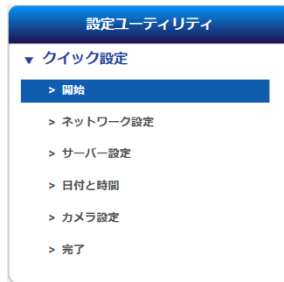 設定ユーティリティ
▼ クイック設定
> 開始
> ネットワーク設定
> サーバー設定
> 日付と時間
> カメラ設定
> 完了